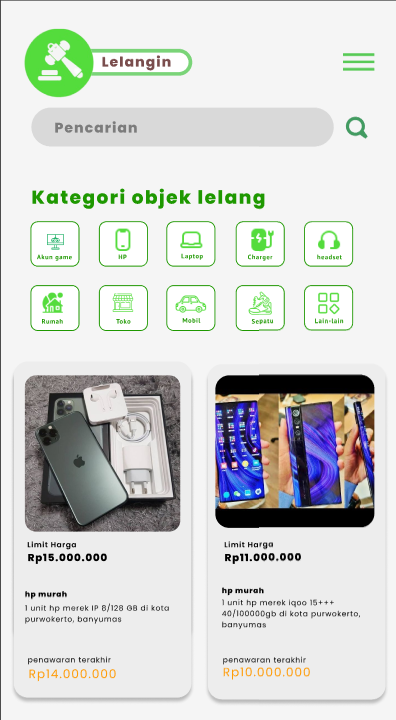 Lelangin
Pencarian
Kategori objek lelang
Akun game
HP
Laptop
Charger
headset
Rumah
Toko
Mobil
Sepatu
Lain-lain
Limit Harga
Rp15.000.000
hp murah
1 unit hp merek IP 8/128 GB di kota
purwokerto, banyumas
penawaran terakhir
Rp14.000.000
Limit Harga
Rp11.000.000
hp murah
1 unit hp merek iqoo 15+++
40/100000gb di kota purwokerto,
banyumas
penawaran terakhir
Rp10.000.000